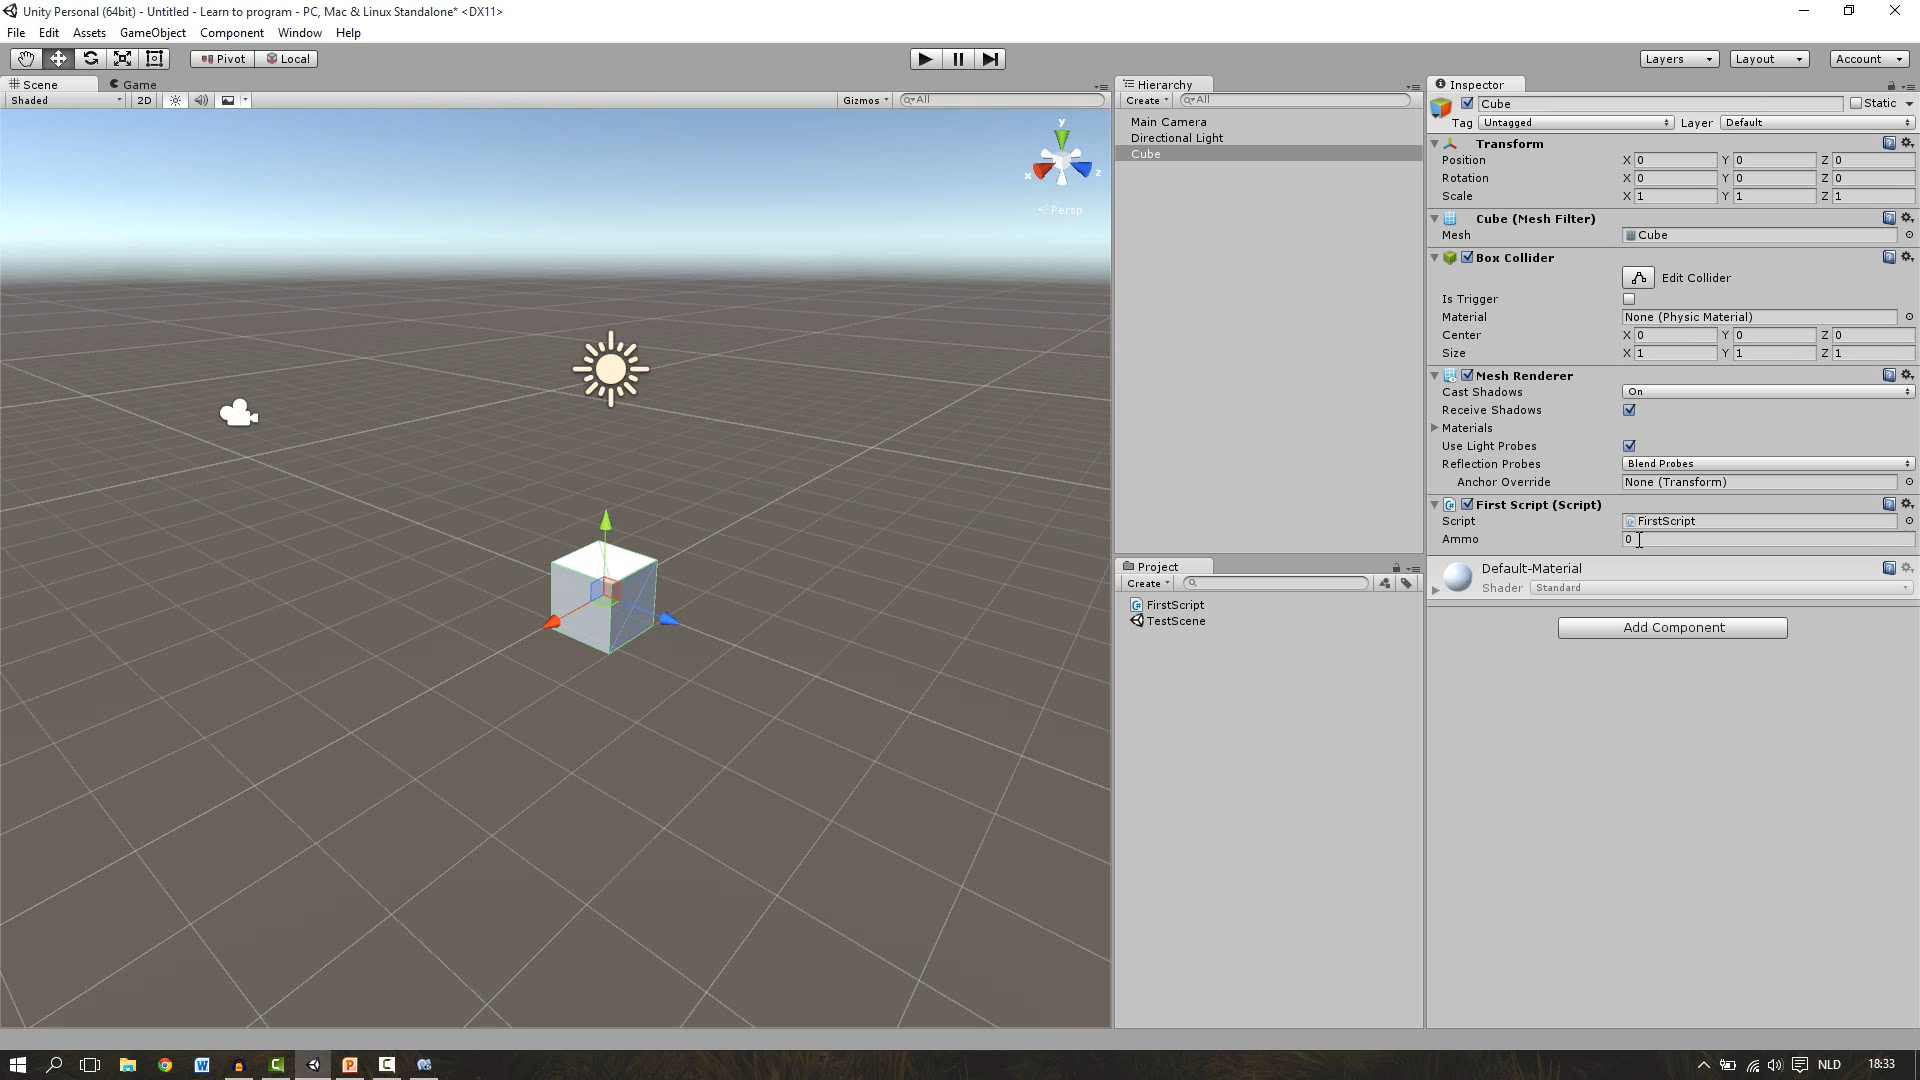 Unity Personal (64bit) - Untitled - Learn to program - PC, Mac & Linux Standalone* <DX11>
File Edit Assets GameObject Component Window Help
Pivot Local
Layers Layout Account
Scene Game
Shaded 2D Gizmos All
y
x z
Persp
Hierarchy
Create All
Main Camera
Directional Light
Cube
Project
Create
FirstScript
TestScene
Inspector
Cube Static
Tag Untagged Layer Default
Transform
Position X 0 Y 0 Z 0
Rotation X 0 Y 0 Z 0
Scale X 1 Y 1 Z 1
Cube (Mesh Filter)
Mesh Cube
Box Collider
Edit Collider
Is Trigger
Material None (Physic Material)
Center X 0 Y 0 Z 0
Size X 1 Y 1 Z 1
Mesh Renderer
Cast Shadows On
Receive Shadows
Materials
Use Light Probes
Reflection Probes Blend Probes
Anchor Override None (Transform)
First Script (Script)
Script FirstScript
Ammo 0
Default-Material
Shader Standard
Add Component
NLD 18:33